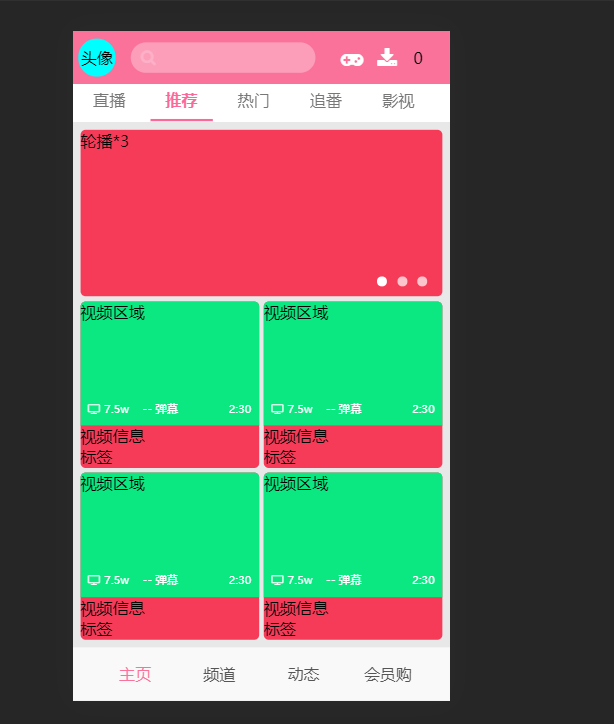 头像 0
直播 推荐 热门 追番 影视
轮播*3
视频区域 视频区域
7.5w -- 弹幕 2:30 7.5w -- 弹幕 2:30
视频信息 视频信息
标签 标签
视频区域 视频区域
7.5w -- 弹幕 2:30 7.5w -- 弹幕 2:30
视频信息 视频信息
标签 标签
主页 频道 动态 会员购